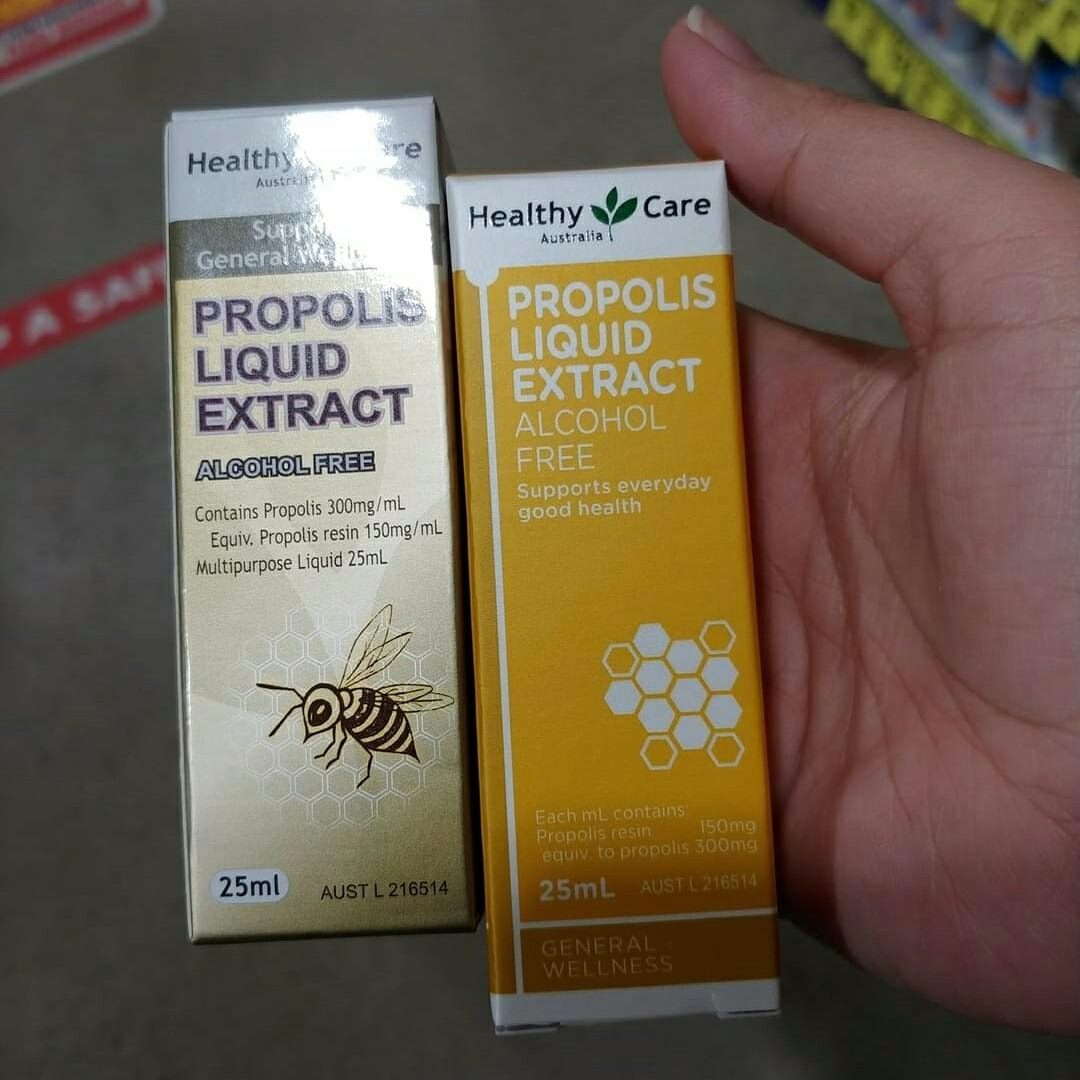 Healthy Care
Australia
General
PROPOLIS
LIQUID
EXTRACT
ALCOHOL FREE
Contains Propolis 300mg/mL
Equiv. Propolis resin 150mg/mL
Multipurpose Liquid 25mL
25ml
AUST L 216514
Healthy Care
Australia
PROPOLIS
LIQUID
EXTRACT
ALCOHOL
FREE
Supports everyday
good health
Each mL contains:
Propolis resin 150mg
equiv. to propolis 300mg
25mL AUST L 216514
GENERAL
WELLNESS
A